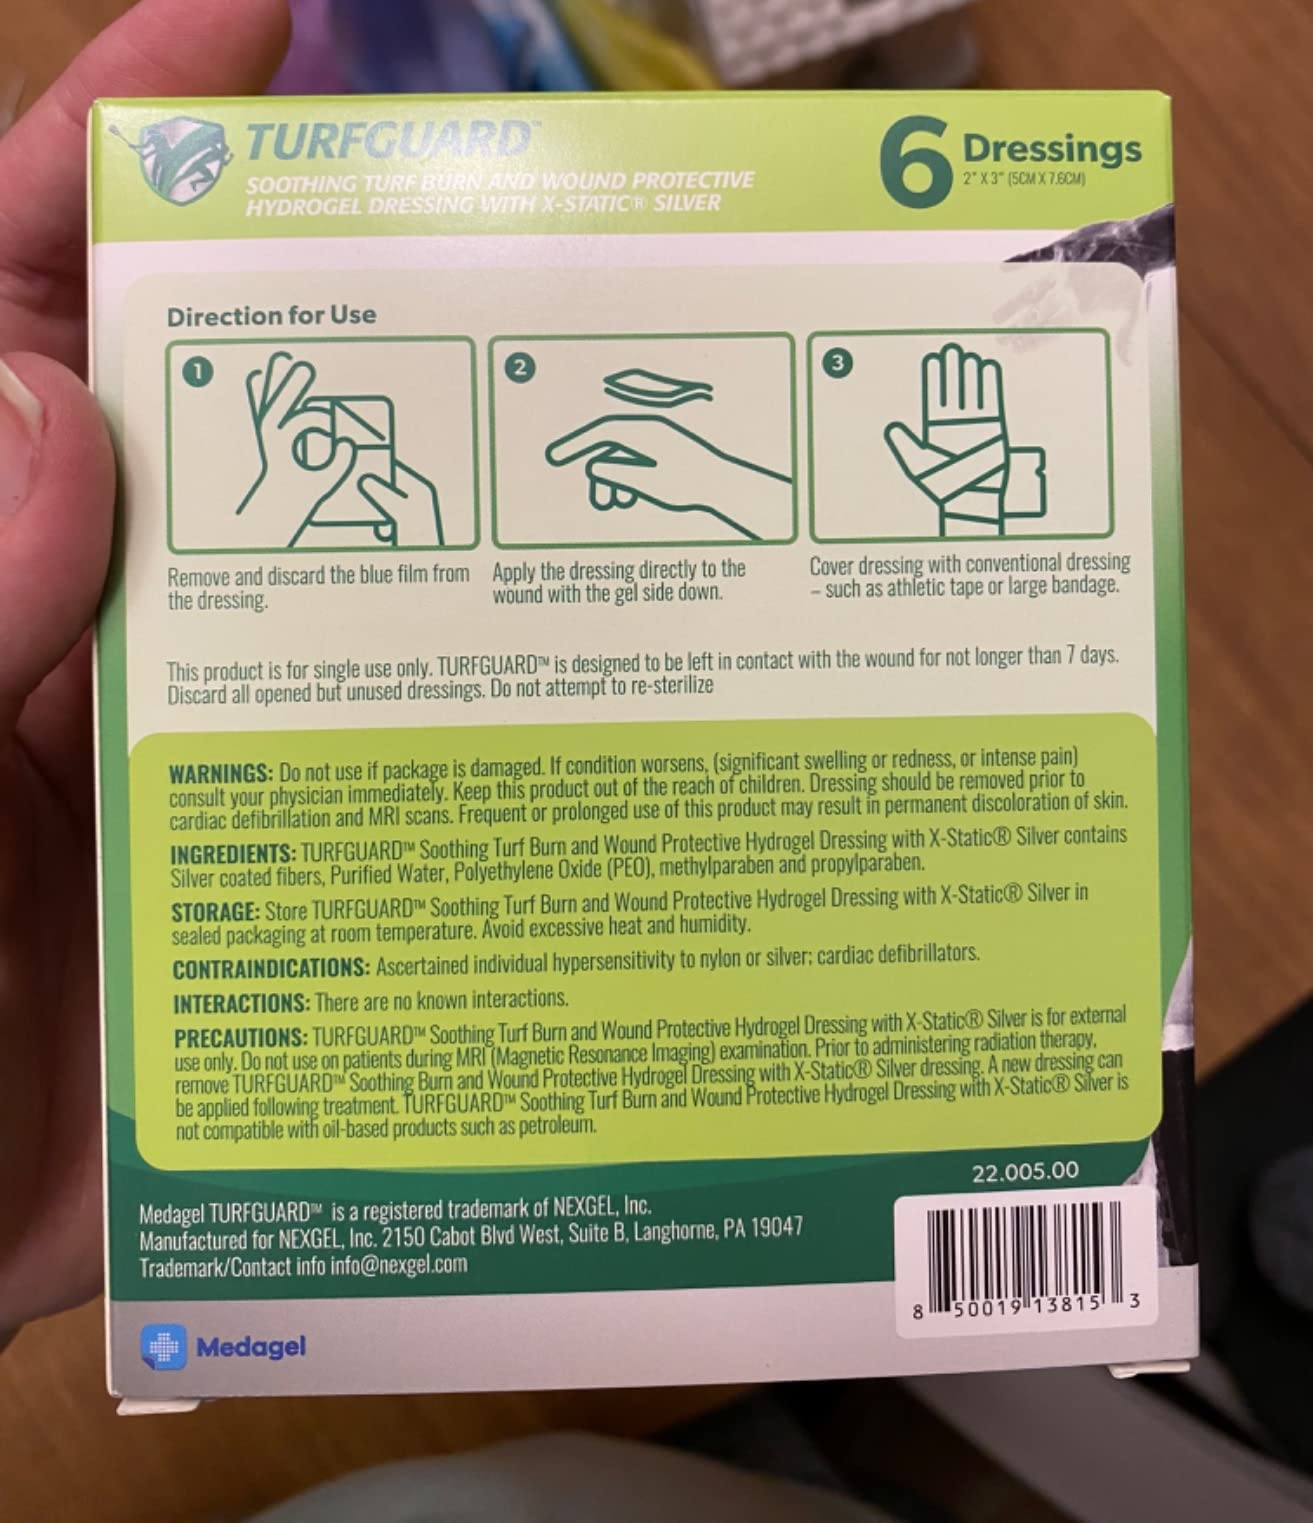 TURFGUARD™
SOOTHING TURF BURN AND WOUND PROTECTIVE
HYDROGEL DRESSING WITH X-STATIC® SILVER
6 Dressings
2" X 3" (5CM X 7.6CM)
Direction for Use
1
2
3
Remove and discard the blue film from
the dressing.
Apply the dressing directly to the
wound with the gel side down.
Cover dressing with conventional dressing
– such as athletic tape or large bandage.
This product is for single use only. TURFGUARD™ is designed to be left in contact with the wound for not longer than 7 days.
Discard all opened but unused dressings. Do not attempt to re-sterilize
WARNINGS: Do not use if package is damaged. If condition worsens, (significant swelling or redness, or intense pain)
consult your physician immediately. Keep this product out of the reach of children. Dressing should be removed prior to
cardiac defibrillation and MRI scans. Frequent or prolonged use of this product may result in permanent discoloration of skin.
INGREDIENTS: TURFGUARD™ Soothing Turf Burn and Wound Protective Hydrogel Dressing with X-Static® Silver contains
Silver coated fibers, Purified Water, Polyethylene Oxide (PEO), methylparaben and propylparaben.
STORAGE: Store TURFGUARD™ Soothing Turf Burn and Wound Protective Hydrogel Dressing with X-Static® Silver in
sealed packaging at room temperature. Avoid excessive heat and humidity.
CONTRAINDICATIONS: Ascertained individual hypersensitivity to nylon or silver; cardiac defibrillators.
INTERACTIONS: There are no known interactions.
PRECAUTIONS: TURFGUARD™ Soothing Turf Burn and Wound Protective Hydrogel Dressing with X-Static® Silver is for external
use only. Do not use on patients during MRI (Magnetic Resonance Imaging) examination. Prior to administering radiation therapy,
remove TURFGUARD™ Soothing Burn and Wound Protective Hydrogel Dressing with X-Static® Silver dressing. A new dressing can
be applied following treatment. TURFGUARD™ Soothing Turf Burn and Wound Protective Hydrogel Dressing with X-Static® Silver is
not compatible with oil-based products such as petroleum.
22.005.00
Medagel TURFGUARD™ is a registered trademark of NEXGEL, Inc.
Manufactured for NEXGEL, Inc. 2150 Cabot Blvd West, Suite B, Langhorne, PA 19047
Trademark/Contact info info@nexgel.com
8 50019 13815 3
Medagel